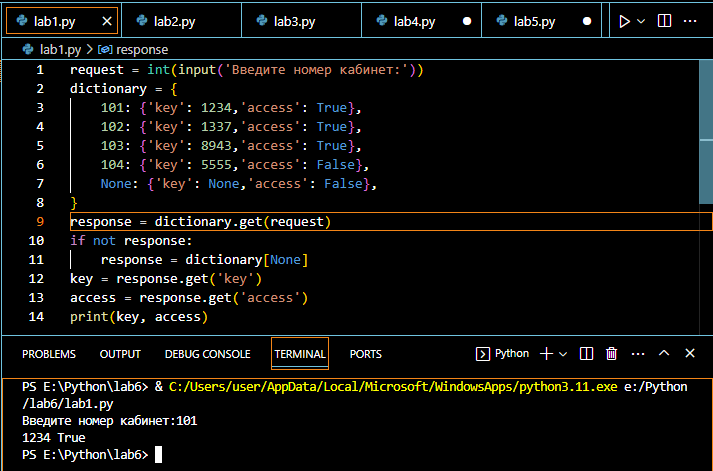 lab1.py
lab2.py
lab3.py
lab4.py
lab5.py
lab1.py > response
1 request = int(input('Введите номер кабинет:'))
2 dictionary = {
3 101: {'key': 1234,'access': True},
4 102: {'key': 1337,'access': True},
5 103: {'key': 8943,'access': True},
6 104: {'key': 5555,'access': False},
7 None: {'key': None,'access': False},
8 }
9 response = dictionary.get(request)
10 if not response:
11 response = dictionary[None]
12 key = response.get('key')
13 access = response.get('access')
14 print(key, access)
PROBLEMS OUTPUT DEBUG CONSOLE TERMINAL PORTS Python
PS E:\Python\lab6> & C:/Users/user/AppData/Local/Microsoft/WindowsApps/python3.11.exe e:/Python
/lab6/lab1.py
Введите номер кабинет:101
1234 True
PS E:\Python\lab6>